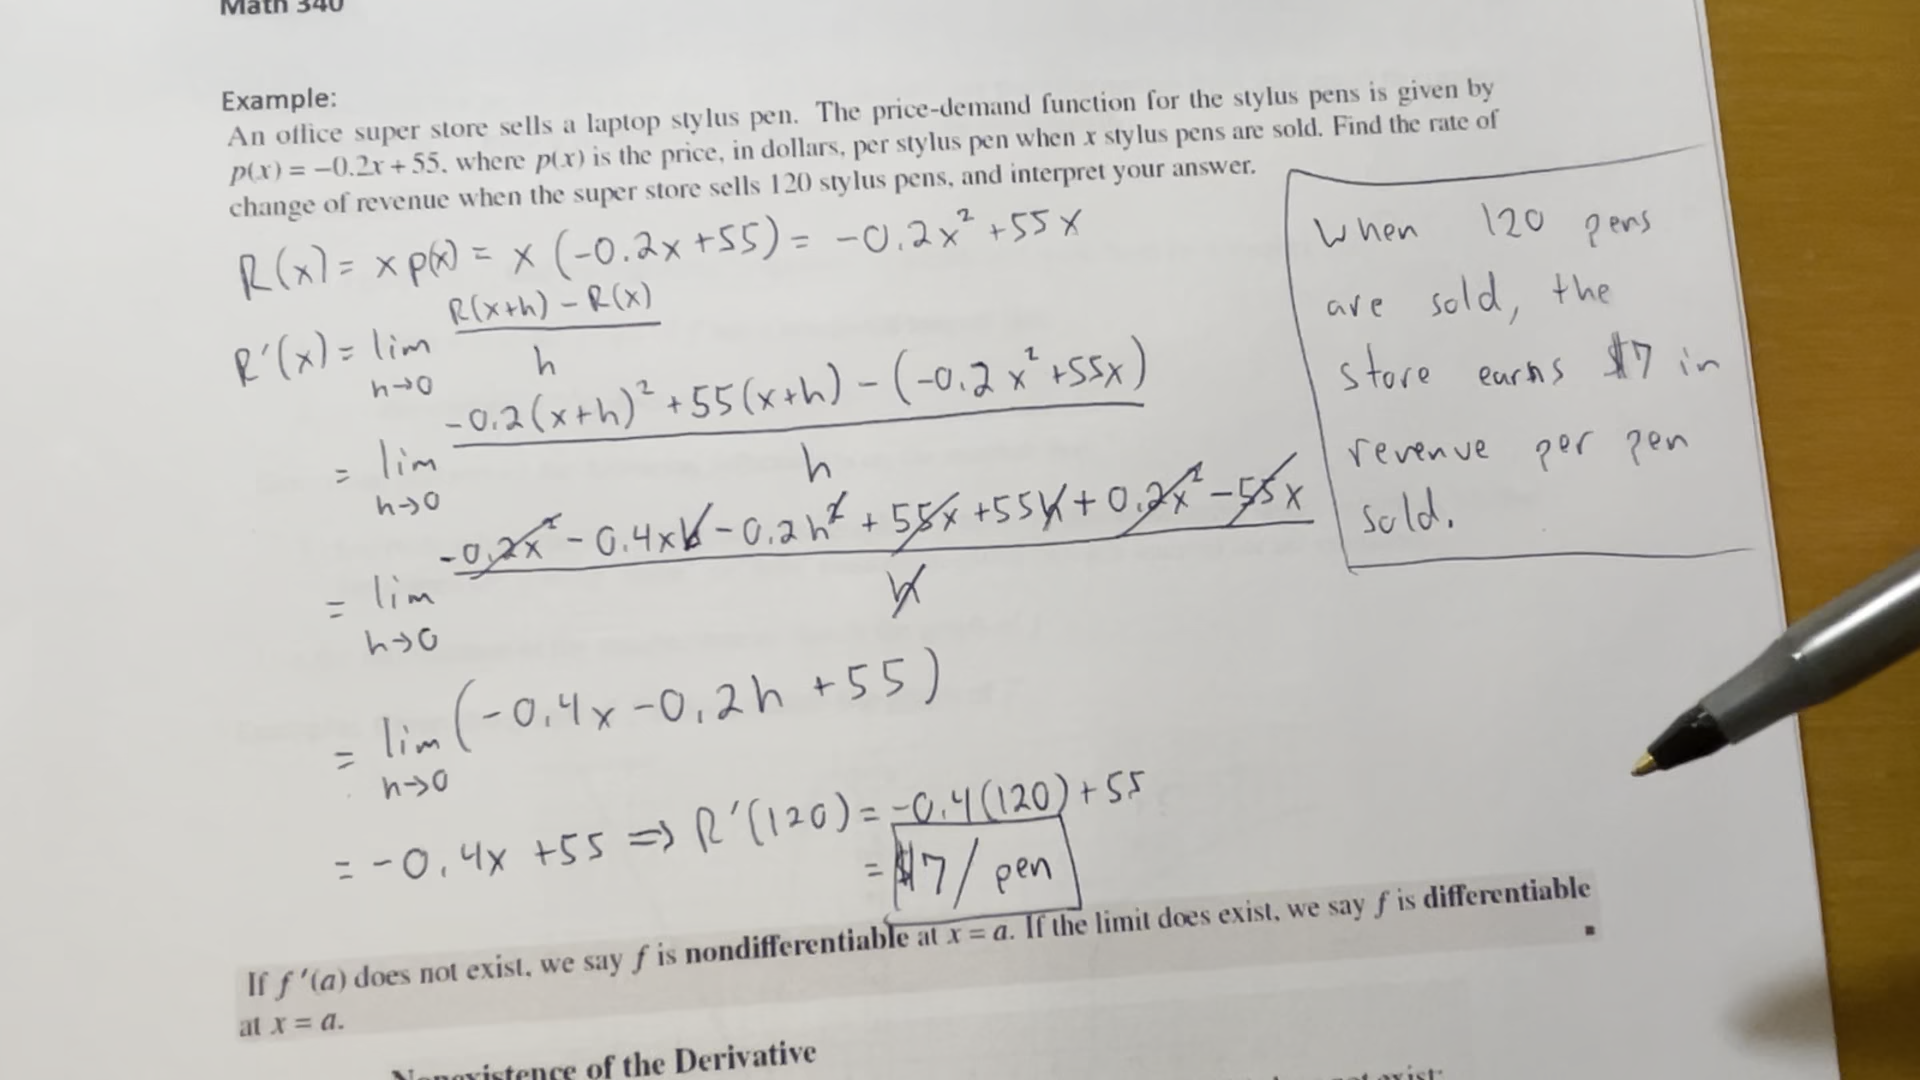 Math 340
Example:
An office super store sells a laptop stylus pen. The price-demand function for the stylus pens is given by
p(x) = −0.2x + 55, where p(x) is the price, in dollars, per stylus pen when x stylus pens are sold. Find the rate of
change of revenue when the super store sells 120 stylus pens, and interpret your answer.
R(x) = x p(x) = x (-0.2x + 55) = -0.2x² + 55x
R'(x) = lim h→0 R(x+h) - R(x) / h
= lim h→0 -0.2(x+h)² + 55(x+h) - (-0.2x² + 55x) / h
= lim h→0 -0.2x² - 0.4xh - 0.2h² + 55x + 55h + 0.2x² - 55x / h
= lim h→0 (-0.4x - 0.2h + 55)
= -0.4x + 55 ⇒ R'(120) = -0.4(120) + 55
= $7/pen
When 120 pens
are sold, the
store earns $7 in
revenue per pen
sold.
If f '(a) does not exist, we say f is nondifferentiable at x = a. If the limit does exist, we say f is differentiable
at x = a.
Nonexistence of the Derivative
not exist: